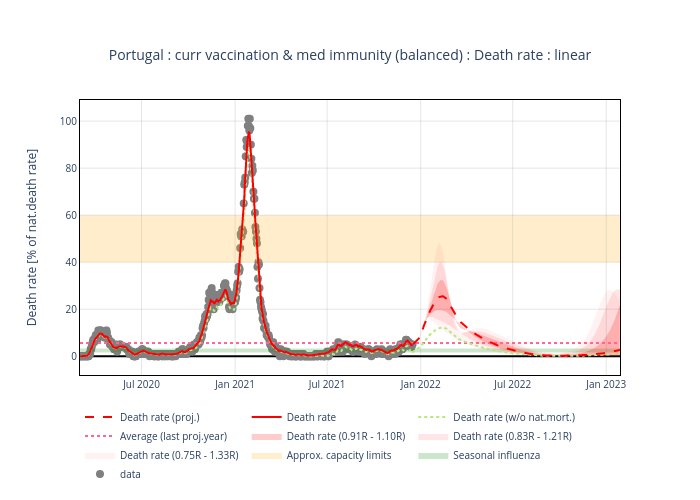 Portugal : curr vaccination & med immunity (balanced) : Death rate : linear
Death rate [% of nat.death rate]
100
80
60
40
20
0
Jul 2020
Jan 2021
Jul 2021
Jan 2022
Jul 2022
Jan 2023
Death rate (proj.)
Death rate
Death rate (w/o nat.mort.)
Average (last proj.year)
Death rate (0.91R - 1.10R)
Death rate (0.83R - 1.21R)
Death rate (0.75R - 1.33R)
Approx. capacity limits
Seasonal influenza
data